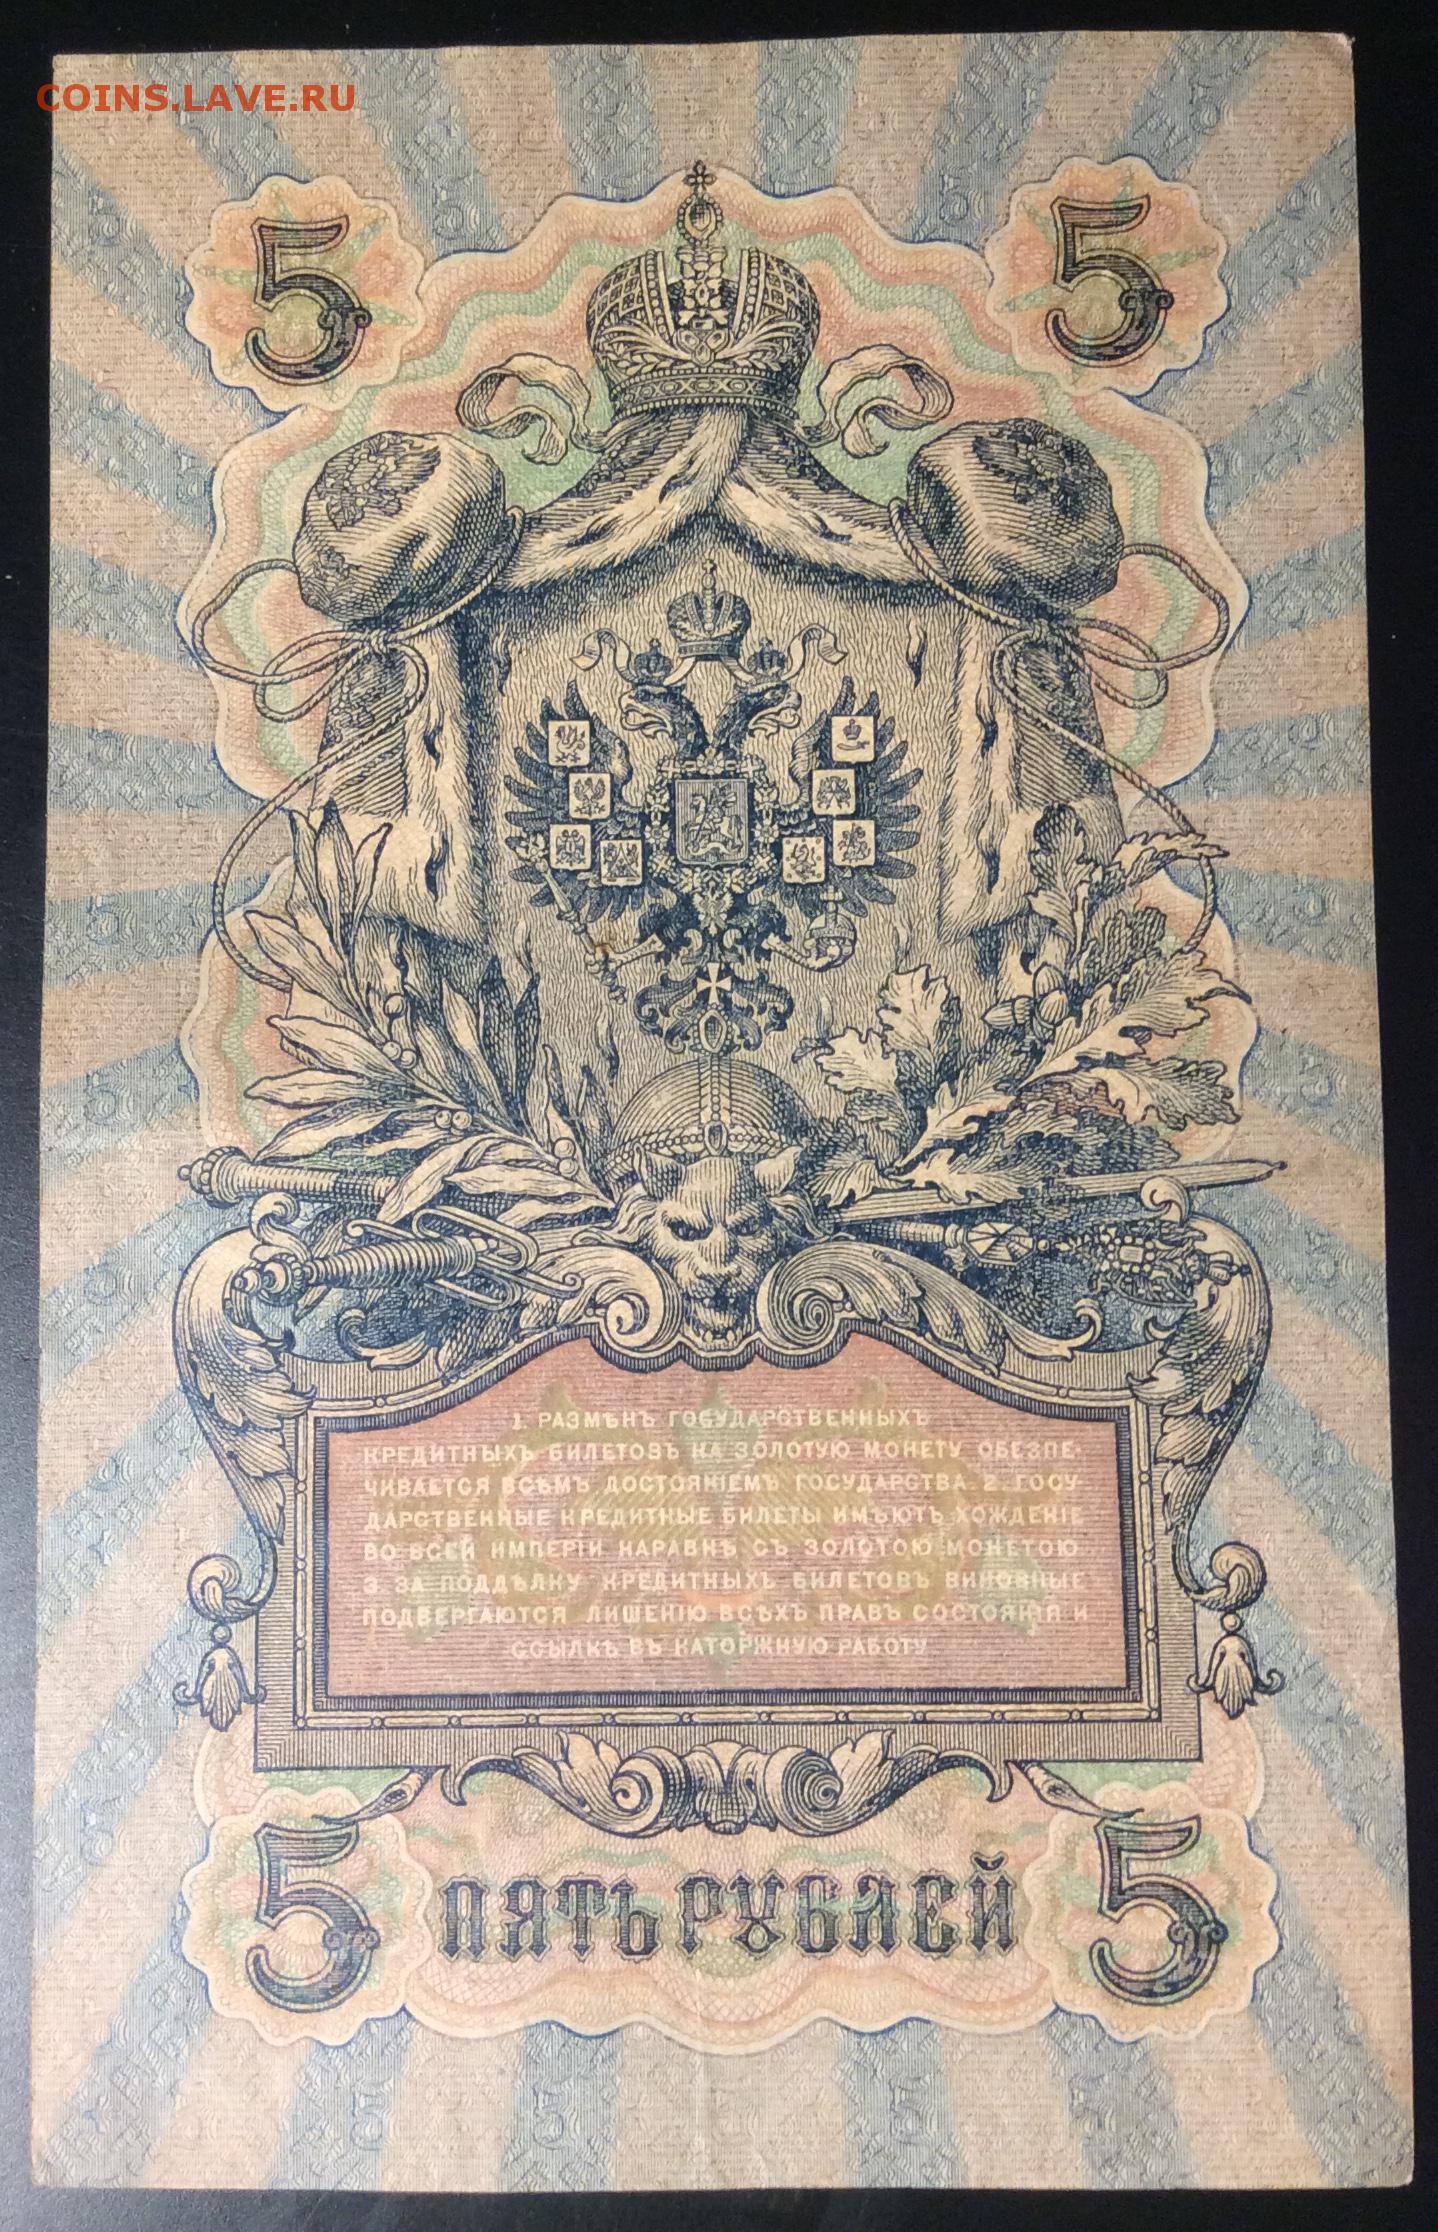 COINS.LAVE.RU
5 5
1. РАЗМѢНЪ ГОСУДАРСТВЕННЫХЪ
КРЕДИТНЫХЪ БИЛЕТОВЪ НА ЗОЛОТУЮ МОНЕТУ ОБЕЗПЕ-
ЧИВАЕТСЯ ВСѢМЪ ДОСТОЯНІЕМЪ ГОСУДАРСТВА. 2. ГОСУ-
ДАРСТВЕННЫЕ КРЕДИТНЫЕ БИЛЕТЫ ИМѢЮТЪ ХОЖДЕНІЕ
ВО ВСЕЙ ИМПЕРІИ НАРАВНѢ СЪ ЗОЛОТОЮ МОНЕТОЮ
3. ЗА ПОДДѢЛКУ КРЕДИТНЫХЪ БИЛЕТОВЪ ВИНОВНЫЕ
ПОДВЕРГАЮТСЯ ЛИШЕНІЮ ВСѢХЪ ПРАВЪ СОСТОЯНІЯ И
ССЫЛКѢ ВЪ КАТОРЖНУЮ РАБОТУ
5 ПЯТЬ РУБЛЕЙ 5